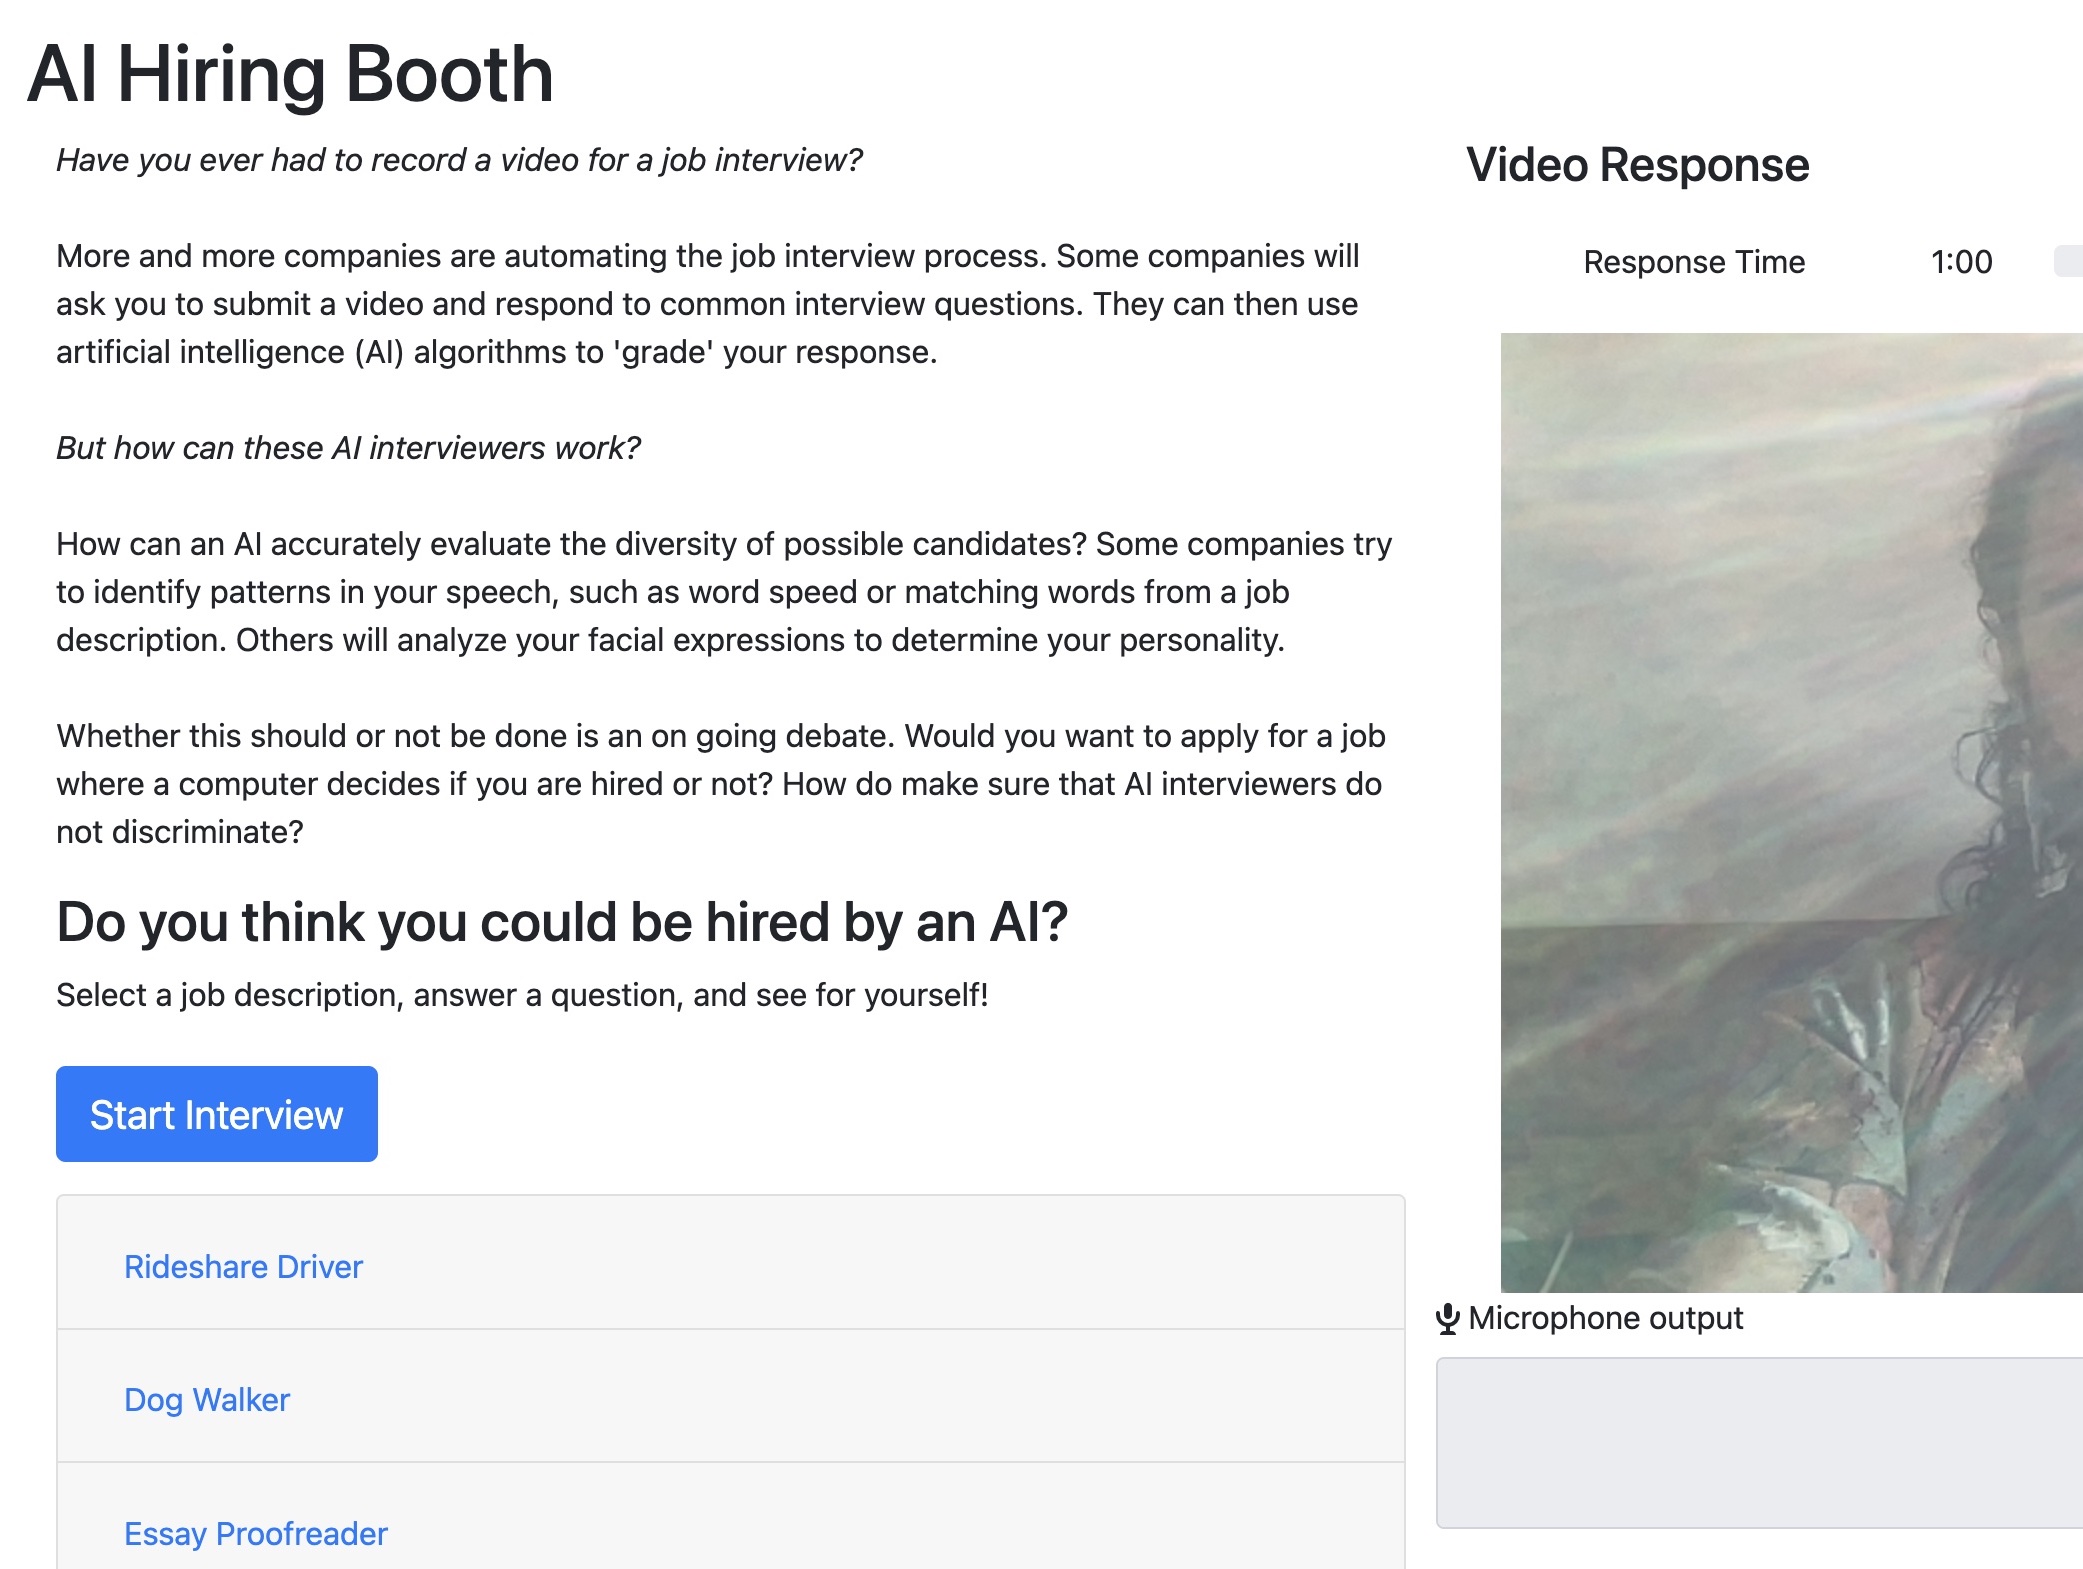 AI Hiring Booth
Have you ever had to record a video for a job interview?
More and more companies are automating the job interview process. Some companies will
ask you to submit a video and respond to common interview questions. They can then use
artificial intelligence (AI) algorithms to 'grade' your response.
But how can these AI interviewers work?
How can an AI accurately evaluate the diversity of possible candidates? Some companies try
to identify patterns in your speech, such as word speed or matching words from a job
description. Others will analyze your facial expressions to determine your personality.
Whether this should or not be done is an on going debate. Would you want to apply for a job
where a computer decides if you are hired or not? How do make sure that AI interviewers do
not discriminate?
Do you think you could be hired by an AI?
Select a job description, answer a question, and see for yourself!
Start Interview
Rideshare Driver
Dog Walker
Essay Proofreader
Video Response
Response Time 1:00
Microphone output